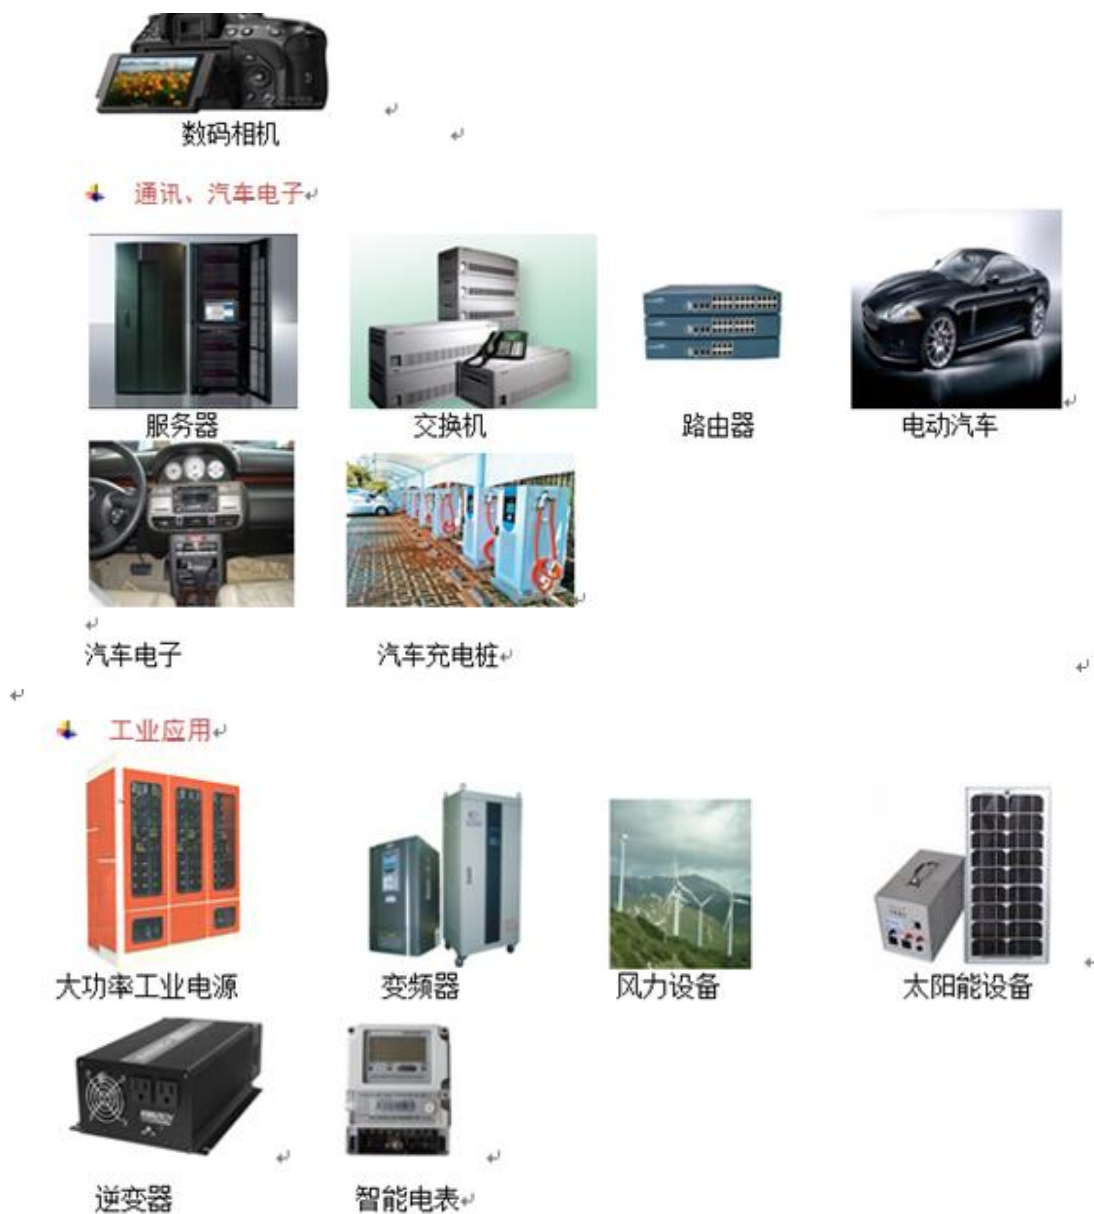 数码相机
通讯、汽车电子
服务器 交换机 路由器 电动汽车
汽车电子 汽车充电桩
工业应用
大功率工业电源 变频器 风力设备 太阳能设备
逆变器 智能电表